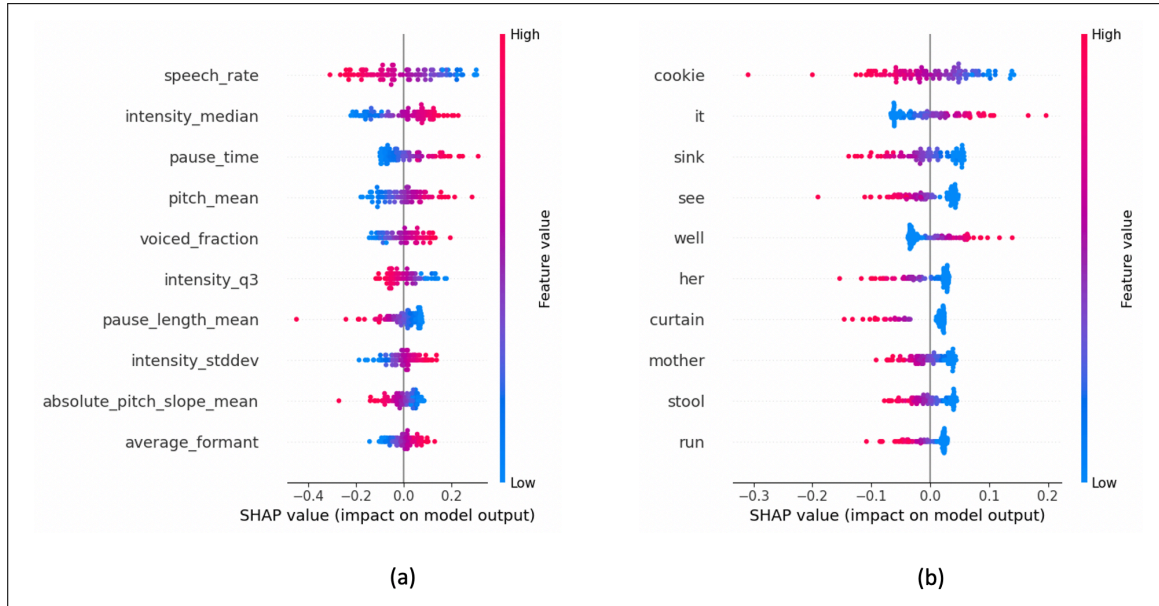 High
speech_rate
intensity_median
pause_time
pitch_mean
voiced_fraction
intensity_q3
pause_length_mean
intensity_stddev
absolute_pitch_slope_mean
average_formant
Feature value
Low
−0.4 −0.2 0.0 0.2
SHAP value (impact on model output)
(a)
High
cookie
it
sink
see
well
her
curtain
mother
stool
run
Feature value
Low
−0.3 −0.2 −0.1 0.0 0.1 0.2
SHAP value (impact on model output)
(b)